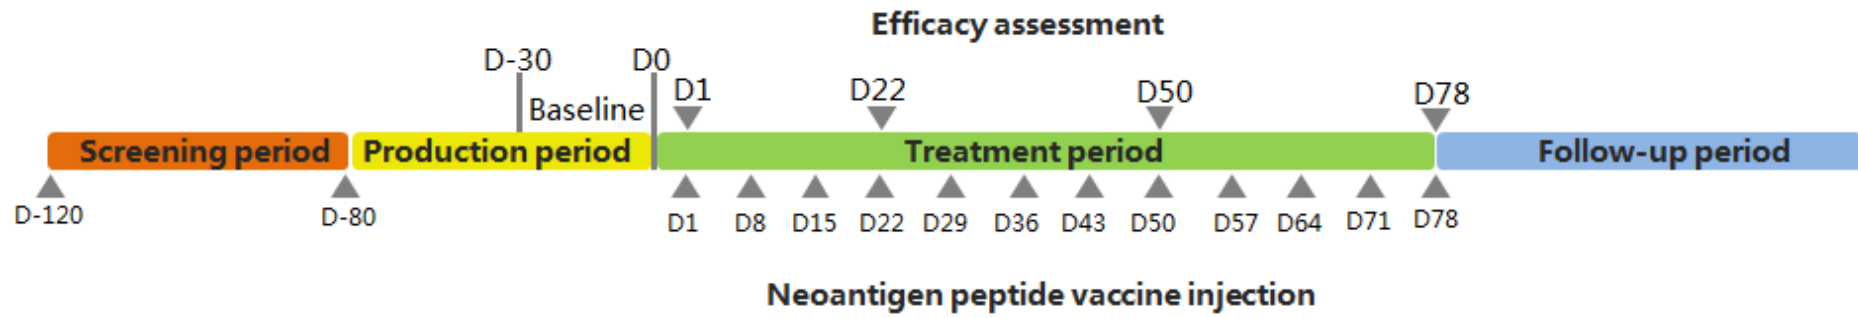 Efficacy assessment
D-30 D0
D1 D22 D50 D78
Baseline
Screening period Production period Treatment period Follow-up period
D-120 D-80 D1 D8 D15 D22 D29 D36 D43 D50 D57 D64 D71 D78
Neoantigen peptide vaccine injection